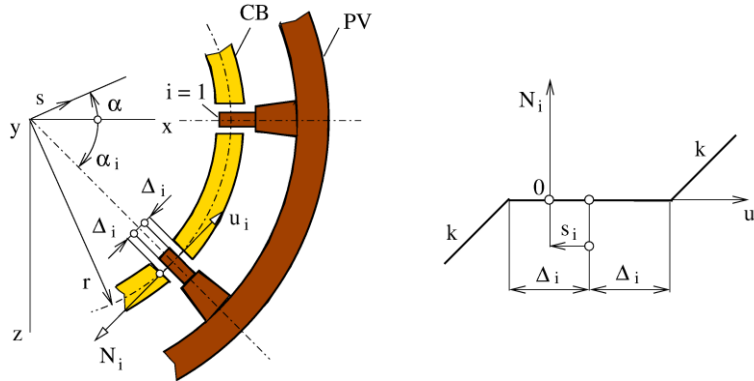 CB
PV
s
α
i = 1
y
x
α i
Δ i
Δ i
u i
r
z
N i
N i
k
0
u
k
s i
Δ i
Δ i